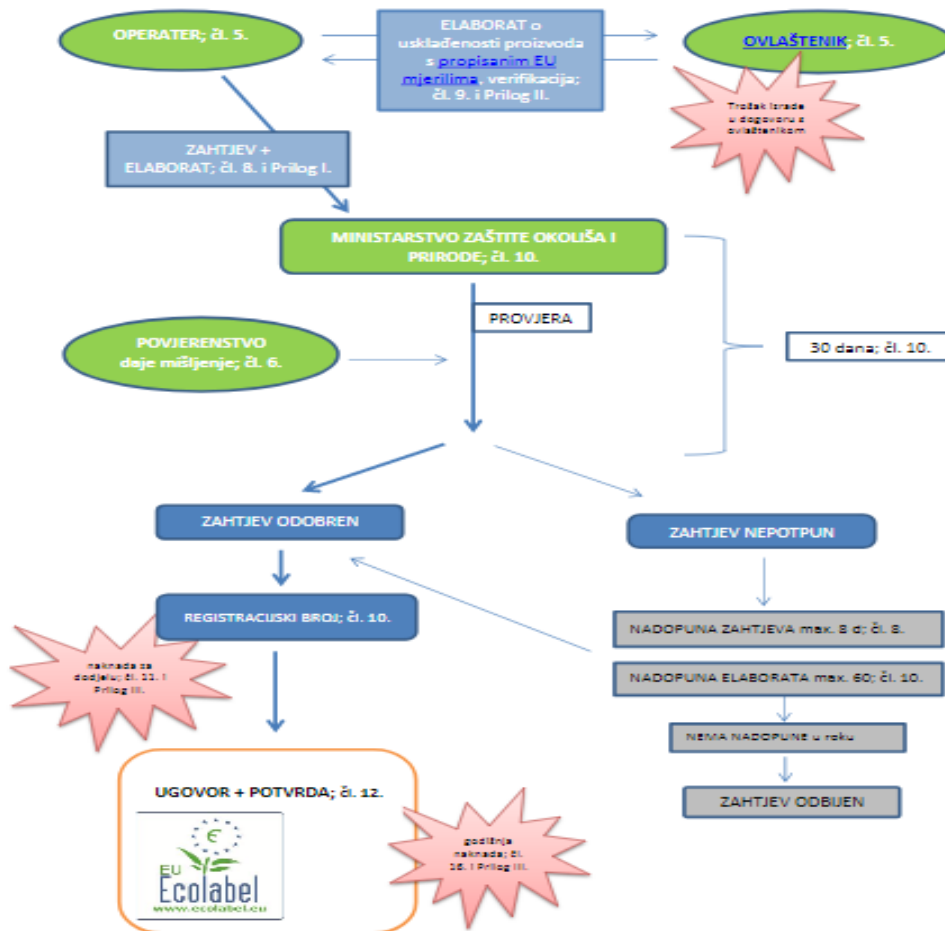 OPERATER; čl. 5.
ELABORAT o
usklađenosti proizvoda
s propisanim EU
mjerilima, verifikacija;
čl. 9. i Prilog II.
OVLAŠTENIK; čl. 5.
Trošak izrade
u dogovoru s
ovlaštenikom
ZAHTJEV +
ELABORAT; čl. 8. i Prilog I.
MINISTARSTVO ZAŠTITE OKOLIŠA I
PRIRODE; čl. 10.
PROVJERA
POVJERENSTVO
daje mišljenje; čl. 6.
30 dana; čl. 10.
ZAHTJEV ODOBREN
ZAHTJEV NEPOTPUN
REGISTRACIJSKI BROJ; čl. 10.
NADOPUNA ZAHTJEVA max. 8 d; čl. 8.
naknada za
dodjelu; čl. 11. i
Prilog III.
NADOPUNA ELABORATA max. 60; čl. 10.
NEMA NADOPUNE u roku
ZAHTJEV ODBIJEN
UGOVOR + POTVRDA; čl. 12.
godišnja
naknada; čl.
16. i Prilog III.
EU
Ecolabel
www.ecolabel.eu